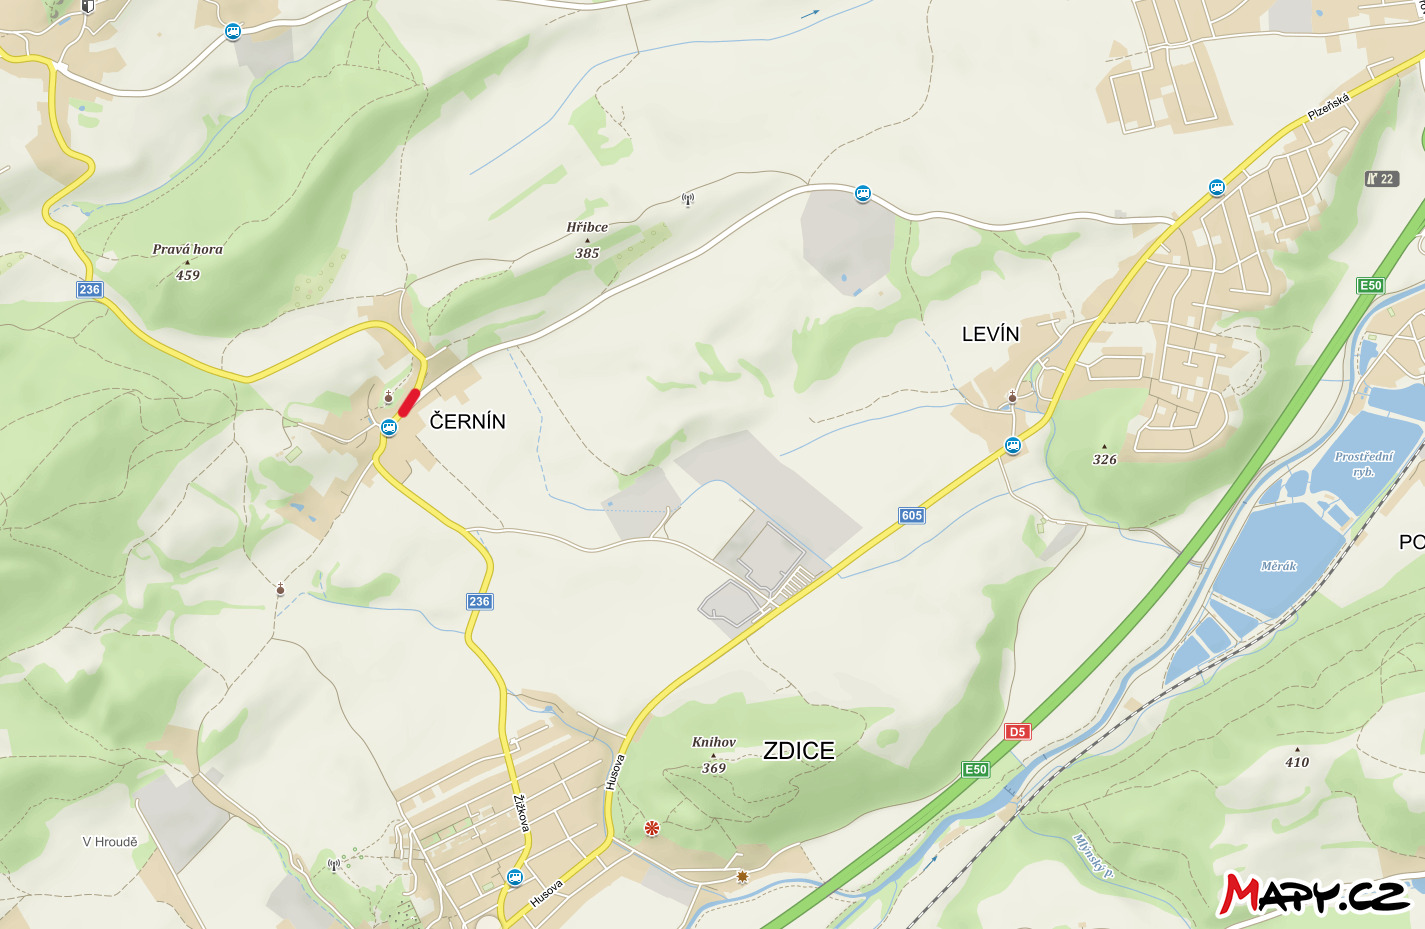 Plzeňská
22
Hřibce
385
Pravá hora
459
236
E50
LEVÍN
ČERNÍN
326
Prostřední
ryb.
605
PO
Měrák
236
Knihov
369
ZDICE
D5
E50
410
Husova
Žižkova
V Hroudě
Mlýnský p.
Husova
MAPY.CZ